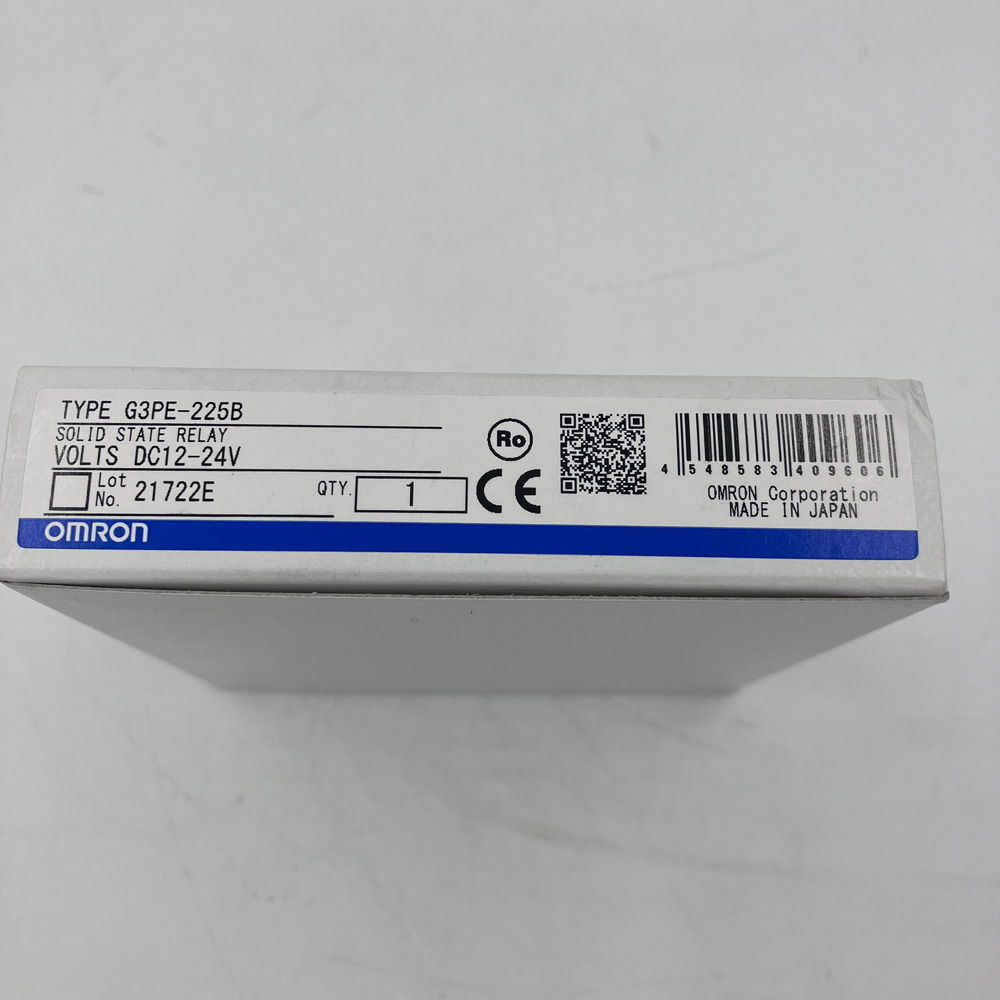 TYPE G3PE-225B
SOLID STATE RELAY
VOLTS DC12-24V
Lot No. 21722E
QTY. 1
OMRON
Ro
CE
4 548583 409606
OMRON Corporation
MADE IN JAPAN